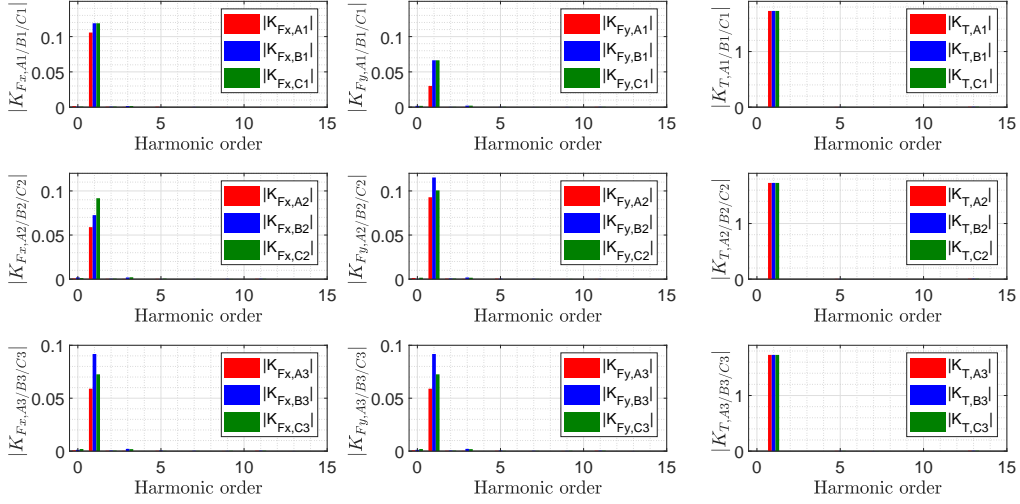 |K_{Fx,A1/B1/C1}|
0.1
0.05
0
0 5 10 15
Harmonic order
|K_{Fx,A1}|
|K_{Fx,B1}|
|K_{Fx,C1}|
|K_{Fy,A1/B1/C1}|
0.1
0.05
0
0 5 10 15
Harmonic order
|K_{Fy,A1}|
|K_{Fy,B1}|
|K_{Fy,C1}|
|K_{T,A1/B1/C1}|
1
0
0 5 10 15
Harmonic order
|K_{T,A1}|
|K_{T,B1}|
|K_{T,C1}|
|K_{Fx,A2/B2/C2}|
0.1
0.05
0
0 5 10 15
Harmonic order
|K_{Fx,A2}|
|K_{Fx,B2}|
|K_{Fx,C2}|
|K_{Fy,A2/B2/C2}|
0.1
0.05
0
0 5 10 15
Harmonic order
|K_{Fy,A2}|
|K_{Fy,B2}|
|K_{Fy,C2}|
|K_{T,A2/B2/C2}|
1
0
0 5 10 15
Harmonic order
|K_{T,A2}|
|K_{T,B2}|
|K_{T,C2}|
|K_{Fx,A3/B3/C3}|
0.1
0.05
0
0 5 10 15
Harmonic order
|K_{Fx,A3}|
|K_{Fx,B3}|
|K_{Fx,C3}|
|K_{Fy,A3/B3/C3}|
0.1
0.05
0
0 5 10 15
Harmonic order
|K_{Fy,A3}|
|K_{Fy,B3}|
|K_{Fy,C3}|
|K_{T,A3/B3/C3}|
1
0
0 5 10 15
Harmonic order
|K_{T,A3}|
|K_{T,B3}|
|K_{T,C3}|